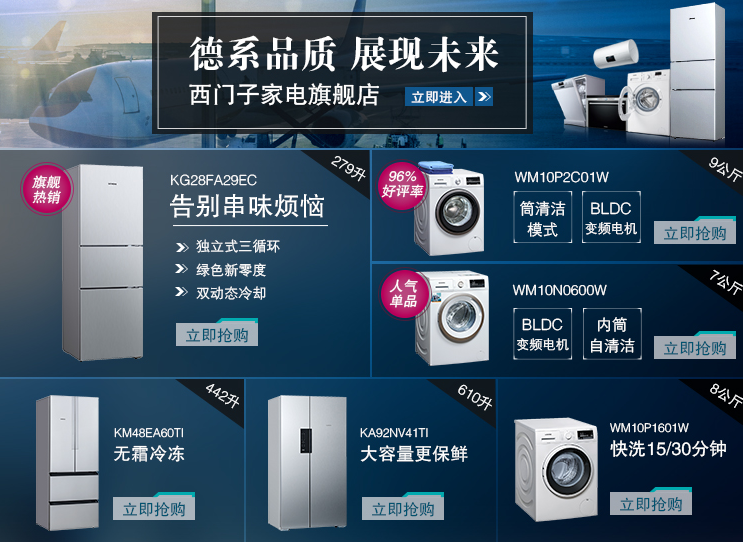 德系品质 展现未来
西门子家电旗舰店
立即进入
旗舰
热销
279升
KG28FA29EC
告别串味烦恼
独立式三循环
绿色新零度
双动态冷却
立即抢购
96%
好评率
9公斤
WM10P2C01W
筒清洁
模式
BLDC
变频电机
立即抢购
人气
单品
7公斤
WM10N0600W
BLDC
变频电机
内筒
自清洁
立即抢购
442升
KM48EA60TI
无霜冷冻
立即抢购
610升
KA92NV41TI
大容量更保鲜
立即抢购
8公斤
WM10P1601W
快洗15/30分钟
立即抢购